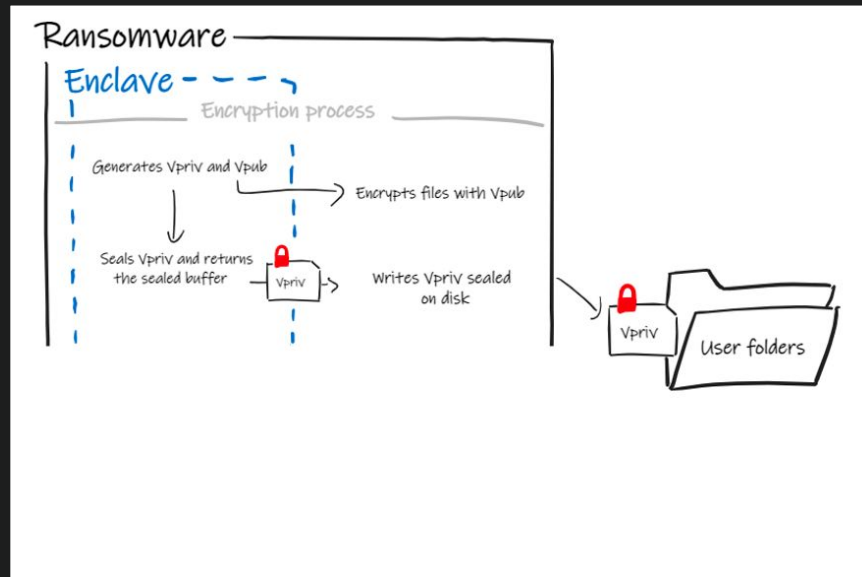 Ransomware
Enclave
Encryption process
Generates Vpriv and Vpub
Encrypts files with Vpub
Seals Vpriv and returns
the sealed buffer
Vpriv
Writes Vpriv sealed
on disk
Vpriv
User folders